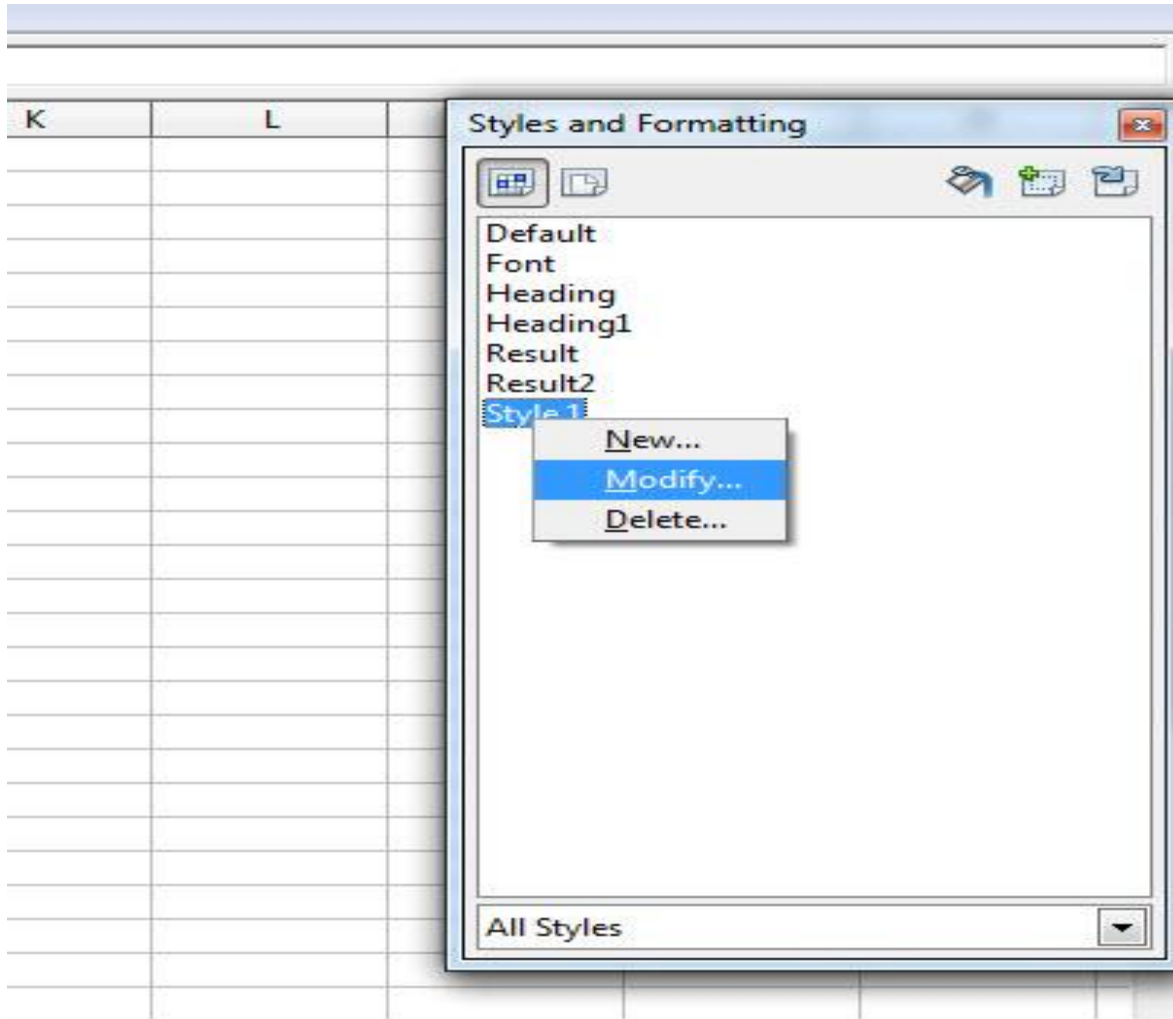 K L
Styles and Formatting
Default
Font
Heading
Heading1
Result
Result2
Style 1
New...
Modify...
Delete...
All Styles